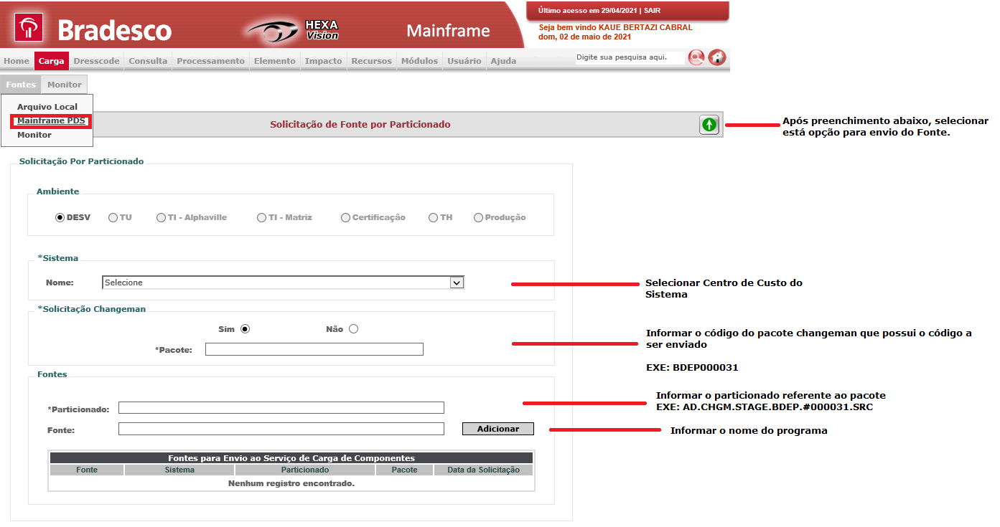 Bradesco
HEXA
Vision
Mainframe
Último acesso em 29/04/2021 | SAIR
Seja bem vindo KAUE BERTAZI CABRAL
dom, 02 de maio de 2021
Home Carga Dresscode Consulta Processamento Elemento Impacto Recursos Módulos Usuário Ajuda
Digite sua pesquisa aqui.
Fontes Monitor
Arquivo Local
Mainframe PDS
Monitor
Solicitação de Fonte por Particionado
Após preenchimento abaixo, selecionar
está opção para envio do Fonte.
Solicitação Por Particionado
Ambiente
DESV TU TI - Alphaville TI - Matriz Certificação TH Produção
*Sistema
Nome: Selecione
Selecionar Centro de Custo do
Sistema
*Solicitação Changeman
Sim Não
*Pacote:
Informar o código do pacote changeman que possui o código a
ser enviado
EXE: BDEP000031
Fontes
*Particionado:
Informar o particionado referente ao pacote
EXE: AD.CHGM.STAGE.BDEP.#000031.SRC
Fonte: Adicionar
Informar o nome do programa
Fontes para Envio ao Serviço de Carga de Componentes
Fonte Sistema Particionado Pacote Data da Solicitação
Nenhum registro encontrado.